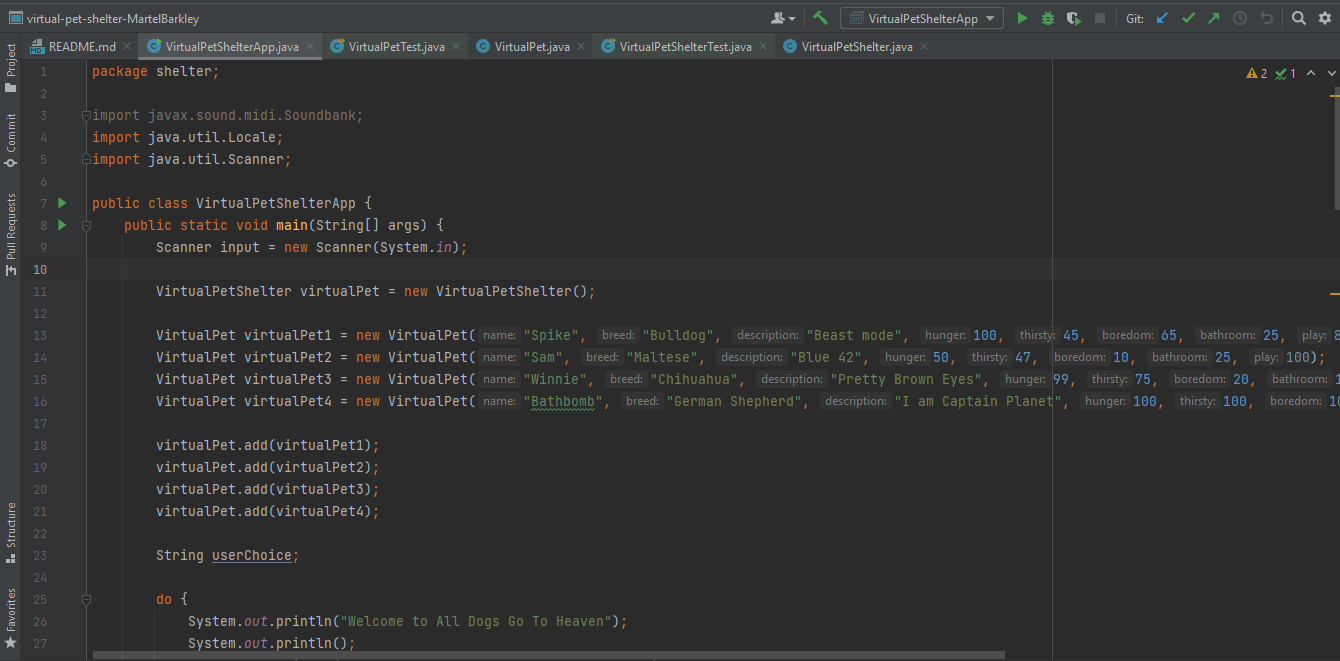 virtual-pet-shelter-MartelBarkley
VirtualPetShelterApp
Git:
README.md
VirtualPetShelterApp.java
VirtualPetTest.java
VirtualPet.java
VirtualPetShelterTest.java
VirtualPetShelter.java
Project
Commit
Pull Requests
Structure
Favorites
2 1
1 package shelter;
2
3 import javax.sound.midi.Soundbank;
4 import java.util.Locale;
5 import java.util.Scanner;
6
7 public class VirtualPetShelterApp {
8 public static void main(String[] args) {
9 Scanner input = new Scanner(System.in);
10
11 VirtualPetShelter virtualPet = new VirtualPetShelter();
12
13 VirtualPet virtualPet1 = new VirtualPet( name: "Spike", breed: "Bulldog", description: "Beast mode", hunger: 100, thirsty: 45, boredom: 65, bathroom: 25, play:
14 VirtualPet virtualPet2 = new VirtualPet( name: "Sam", breed: "Maltese", description: "Blue 42", hunger: 50, thirsty: 47, boredom: 10, bathroom: 25, play: 100);
15 VirtualPet virtualPet3 = new VirtualPet( name: "Winnie", breed: "Chihuahua", description: "Pretty Brown Eyes", hunger: 99, thirsty: 75, boredom: 20, bathroom:
16 VirtualPet virtualPet4 = new VirtualPet( name: "Bathbomb", breed: "German Shepherd", description: "I am Captain Planet", hunger: 100, thirsty: 100, boredom:
17
18 virtualPet.add(virtualPet1);
19 virtualPet.add(virtualPet2);
20 virtualPet.add(virtualPet3);
21 virtualPet.add(virtualPet4);
22
23 String userChoice;
24
25 do {
26 System.out.println("Welcome to All Dogs Go To Heaven");
27 System.out.println();